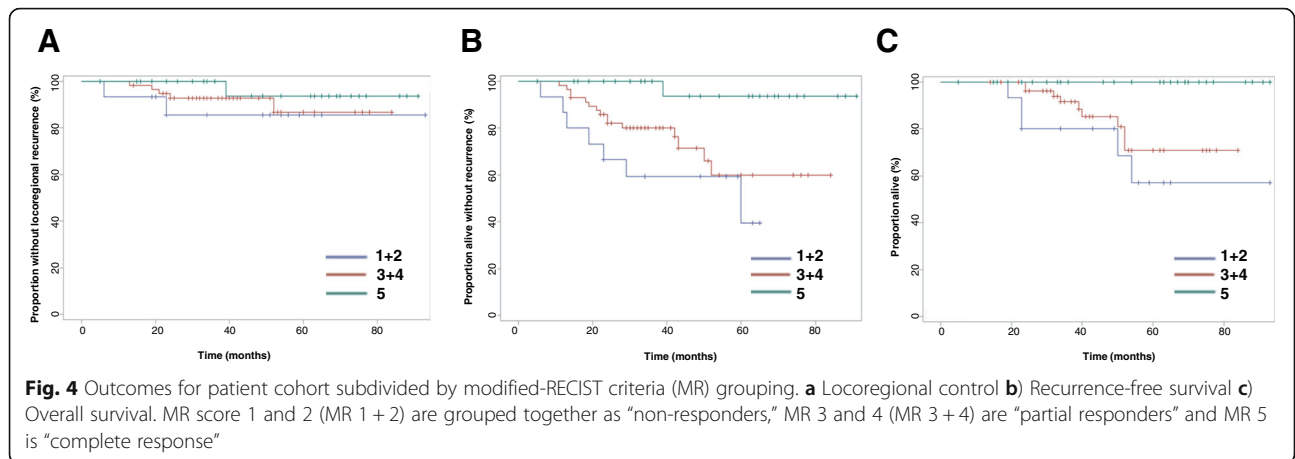 A
B
C
Proportion without locoregional recurrence (%)
100
80
60
40
20
0
1+2
3+4
5
0 20 40 60 80
Time (months)
Proportion alive without recurrence (%)
100
80
60
40
20
0
1+2
3+4
5
0 20 40 60 80
Time (months)
Proportion alive (%)
100
80
60
40
20
0
1+2
3+4
5
0 20 40 60 80
Time (months)
Fig. 4 Outcomes for patient cohort subdivided by modified-RECIST criteria (MR) grouping. a Locoregional control b) Recurrence-free survival c)
Overall survival. MR score 1 and 2 (MR 1 + 2) are grouped together as “non-responders,” MR 3 and 4 (MR 3 + 4) are “partial responders” and MR 5
is “complete response”